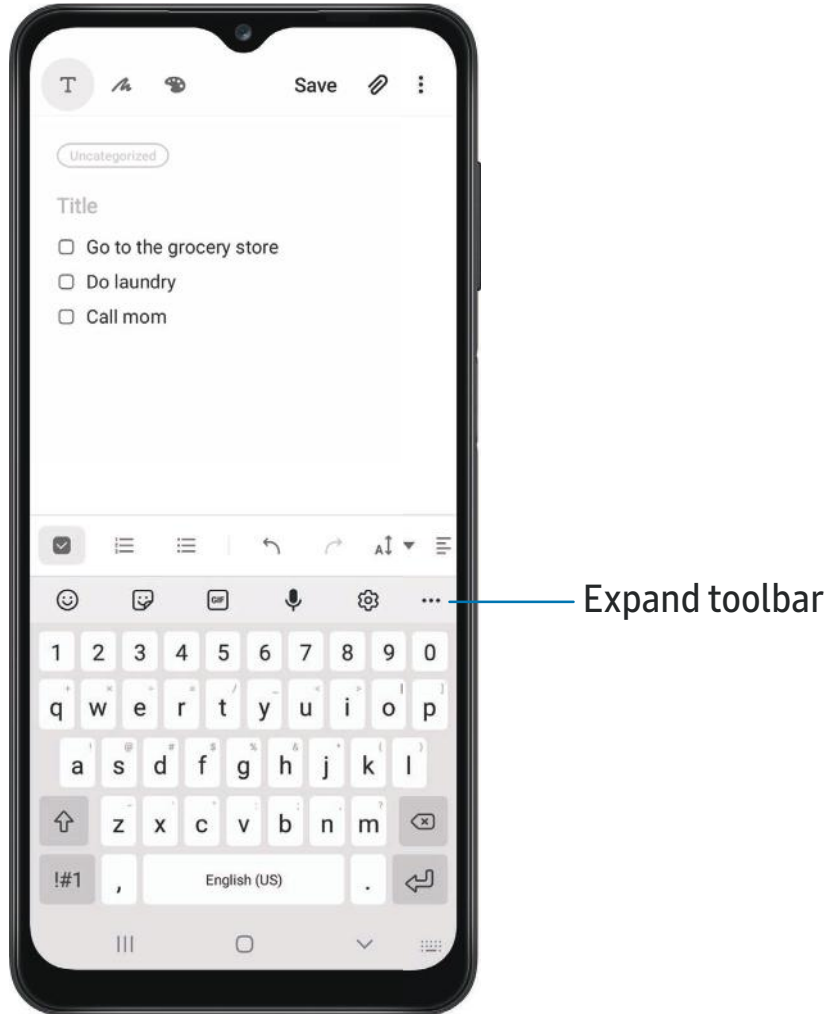 T Save
Uncategorized
Title
Go to the grocery store
Do laundry
Call mom
A
GIF
Expand toolbar
1 2 3 4 5 6 7 8 9 0
q w e r t y u i o p
a s d f g h j k l
z x c v b n m
!#1 , English (US) .